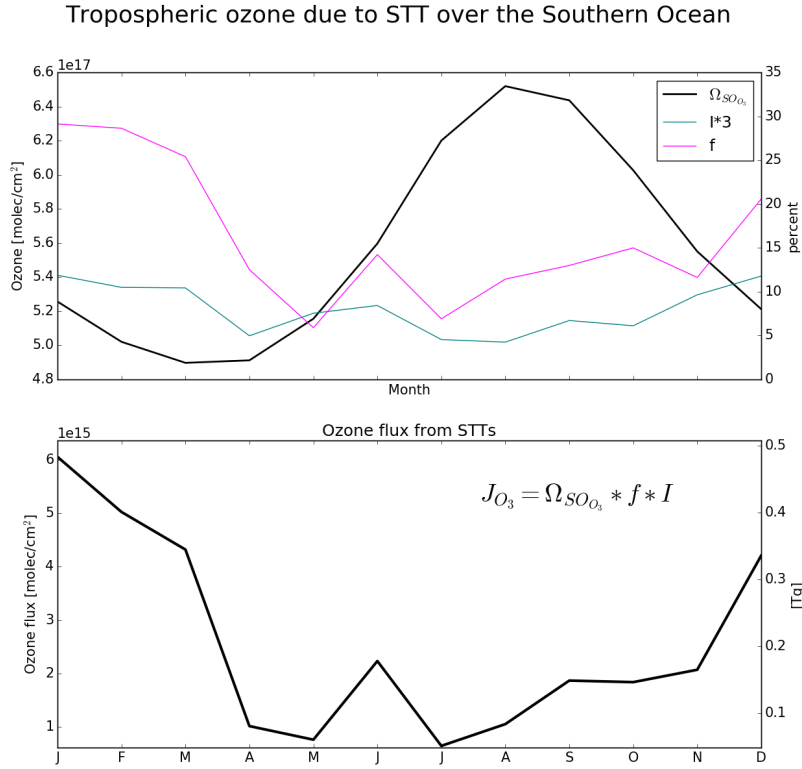 Tropospheric ozone due to STT over the Southern Ocean
1e17
6.6
6.4
6.2
6.0
5.8
5.6
5.4
5.2
5.0
4.8
Ozone [molec/cm²]
Ω_{SO_{O_3}}
I*3
f
35
30
25
20
15
10
5
0
percent
Month
Ozone flux from STTs
1e15
6
5
4
3
2
1
Ozone flux [molec/cm²]
J_{O_3} = Ω_{SO_{O_3}} * f * I
0.5
0.4
0.3
0.2
0.1
[Tg]
J F M A M J J A S O N D